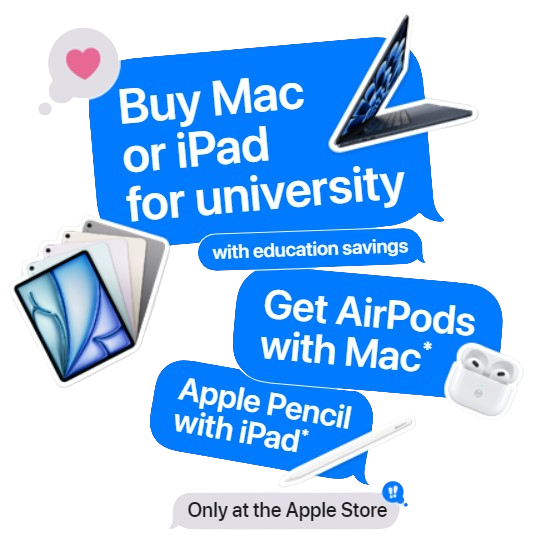 Buy Mac
or iPad
for university
with education savings
Get AirPods
with Mac*
Apple Pencil
with iPad*
!!
Only at the Apple Store